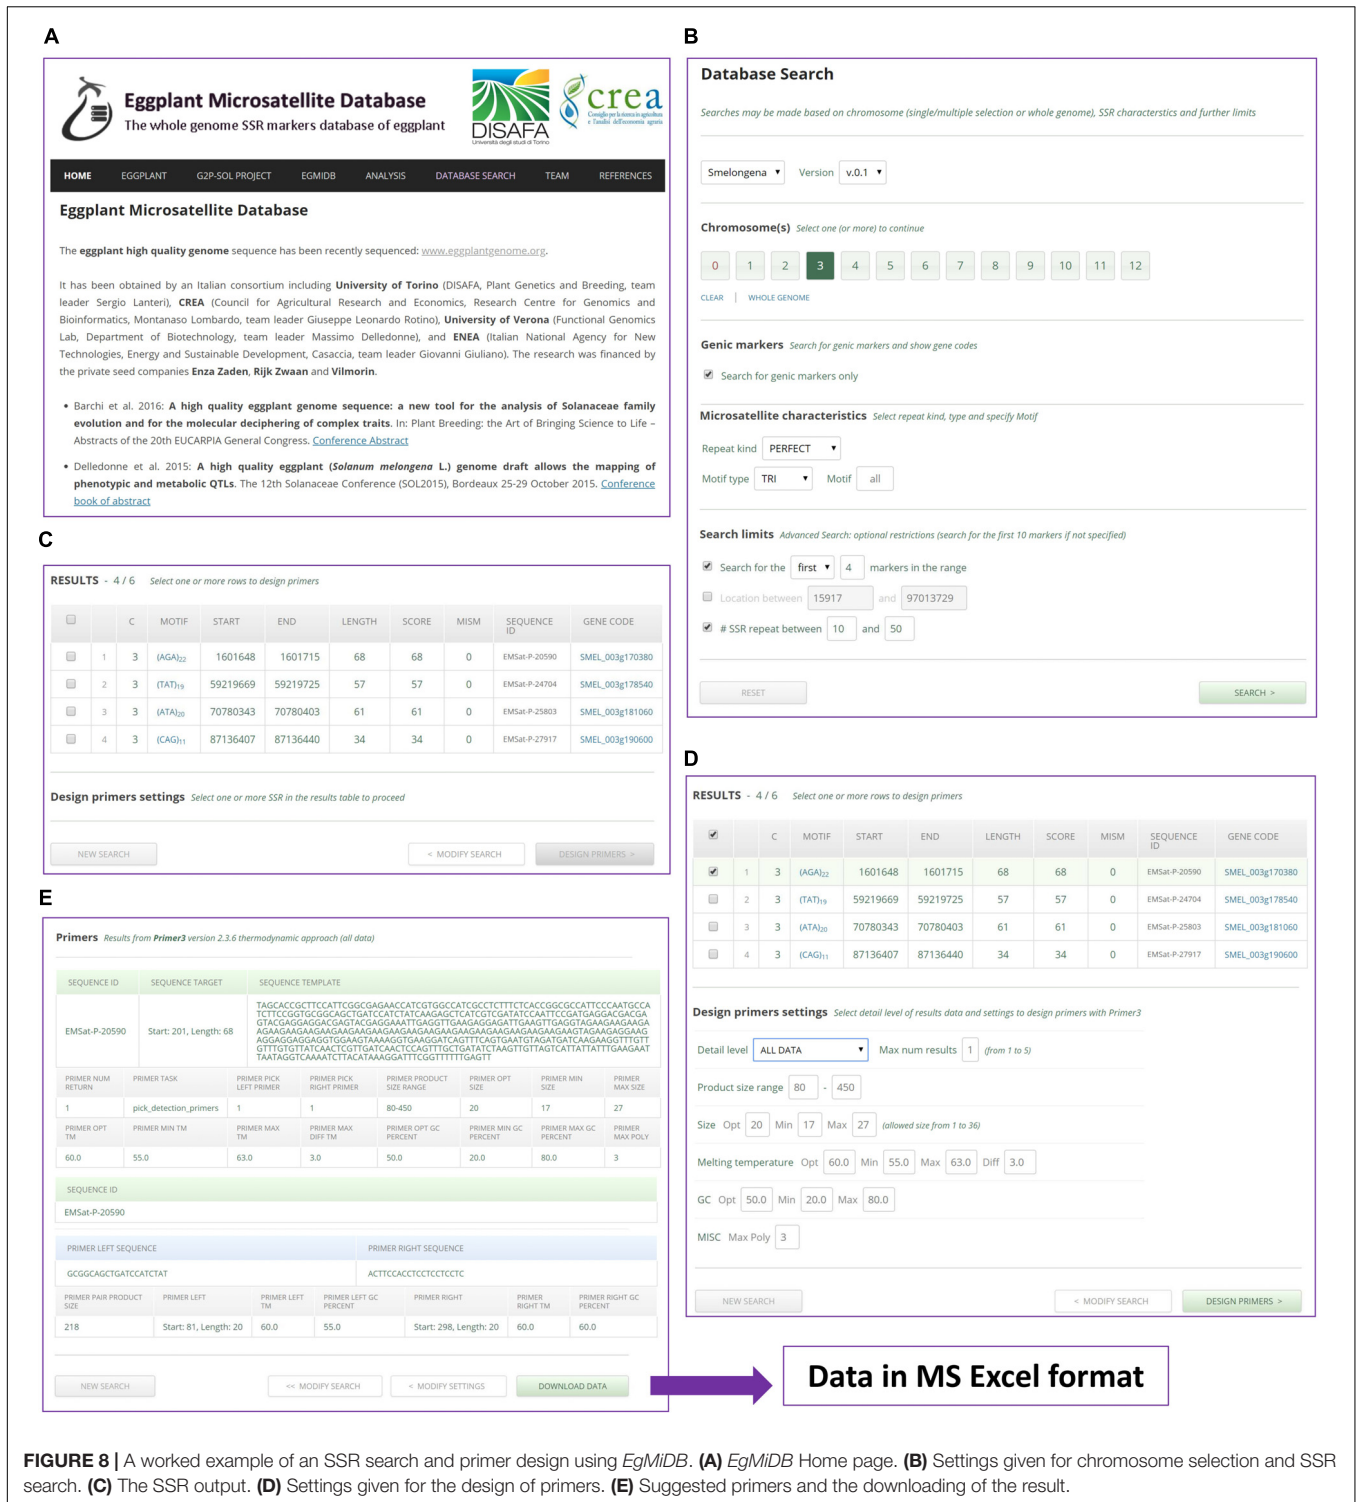 A
Eggplant Microsatellite Database
The whole genome SSR markers database of eggplant
DISAFA
Università degli studi di Torino
crea
Consiglio per la ricerca in agricoltura
e l'analisi dell'economia agraria
HOME EGGPLANT G2P-SOL PROJECT EGMIDB ANALYSIS DATABASE SEARCH TEAM REFERENCES
Eggplant Microsatellite Database
The eggplant high quality genome sequence has been recently sequenced: www.eggplantgenome.org.
It has been obtained by an Italian consortium including University of Torino (DISAFA, Plant Genetics and Breeding, team
leader Sergio Lanteri), CREA (Council for Agricultural Research and Economics, Research Centre for Genomics and
Bioinformatics, Montanaso Lombardo, team leader Giuseppe Leonardo Rotino), University of Verona (Functional Genomics
Lab, Department of Biotechnology, team leader Massimo Delledonne), and ENEA (Italian National Agency for New
Technologies, Energy and Sustainable Development, Casaccia, team leader Giovanni Giuliano). The research was financed by
the private seed companies Enza Zaden, Rijk Zwaan and Vilmorin.
• Barchi et al. 2016: A high quality eggplant genome sequence: a new tool for the analysis of Solanaceae family
evolution and for the molecular deciphering of complex traits. In: Plant Breeding: the Art of Bringing Science to Life –
Abstracts of the 20th EUCARPIA General Congress. Conference Abstract
• Delledonne et al. 2015: A high quality eggplant (Solanum melongena L.) genome draft allows the mapping of
phenotypic and metabolic QTLs. The 12th Solanaceae Conference (SOL2015), Bordeaux 25-29 October 2015. Conference
book of abstract
B
Database Search
Searches may be made based on chromosome (single/multiple selection or whole genome), SSR characterstics and further limits
Smelongena Version v.0.1
Chromosome(s) Select one (or more) to continue
0 1 2 3 4 5 6 7 8 9 10 11 12
CLEAR | WHOLE GENOME
Genic markers Search for genic markers and show gene codes
Search for genic markers only
Microsatellite characteristics Select repeat kind, type and specify Motif
Repeat kind PERFECT
Motif type TRI Motif all
Search limits Advanced Search: optional restrictions (search for the first 10 markers if not specified)
Search for the first 4 markers in the range
Location between 15917 and 97013729
# SSR repeat between 10 and 50
RESET SEARCH >
C
RESULTS - 4 / 6 Select one or more rows to design primers
C MOTIF START END LENGTH SCORE MISM SEQUENCE ID GENE CODE
1 3 (AGA)22 1601648 1601715 68 68 0 EMSat-P-20590 SMEL_003g170380
2 3 (TAT)19 59219669 59219725 57 57 0 EMSat-P-24704 SMEL_003g178540
3 3 (ATA)20 70780343 70780403 61 61 0 EMSat-P-25803 SMEL_003g181060
4 3 (CAG)11 87136407 87136440 34 34 0 EMSat-P-27917 SMEL_003g190600
Design primers settings Select one or more SSR in the results table to proceed
NEW SEARCH < MODIFY SEARCH DESIGN PRIMERS >
D
RESULTS - 4 / 6 Select one or more rows to design primers
C MOTIF START END LENGTH SCORE MISM SEQUENCE ID GENE CODE
1 3 (AGA)22 1601648 1601715 68 68 0 EMSat-P-20590 SMEL_003g170380
2 3 (TAT)19 59219669 59219725 57 57 0 EMSat-P-24704 SMEL_003g178540
3 3 (ATA)20 70780343 70780403 61 61 0 EMSat-P-25803 SMEL_003g181060
4 3 (CAG)11 87136407 87136440 34 34 0 EMSat-P-27917 SMEL_003g190600
Design primers settings Select detail level of results data and settings to design primers with Primer3
Detail level ALL DATA Max num results 1 (from 1 to 5)
Product size range 80 - 450
Size Opt 20 Min 17 Max 27 (allowed size from 1 to 36)
Melting temperature Opt 60.0 Min 55.0 Max 63.0 Diff 3.0
GC Opt 50.0 Min 20.0 Max 80.0
MISC Max Poly 3
NEW SEARCH < MODIFY SEARCH DESIGN PRIMERS >
E
Primers Results from Primer3 version 2.3.6 thermodynamic approach (all data)
SEQUENCE ID SEQUENCE TARGET SEQUENCE TEMPLATE
EMSat-P-20590 Start: 201, Length: 68
TAGCACCGCTTCCATTCGGCGAGAACCATCGTGGCCATCGCCTCTTTCTCACCGGCGCCATTCCCAATGCCA
TCTTCCGGTGCGGCAGCTGATCCATCTATCAAGAGCTCATCGTCGATATCCAATTCCGATGAGGACGACGA
PRIMER NUM RETURN PRIMER TASK PRIMER PICK LEFT PRIMER PRIMER PICK RIGHT PRIMER PRIMER PRODUCT SIZE RANGE PRIMER OPT SIZE PRIMER MIN SIZE PRIMER MAX SIZE
1 pick_detection_primers 1 1 80-450 20 17 27
PRIMER OPT TM PRIMER MIN TM PRIMER MAX TM PRIMER MAX DIFF TM PRIMER OPT GC PERCENT PRIMER MIN GC PERCENT PRIMER MAX GC PERCENT PRIMER MAX POLY
60.0 55.0 63.0 3.0 50.0 20.0 80.0 3
SEQUENCE ID
EMSat-P-20590
PRIMER LEFT SEQUENCE PRIMER RIGHT SEQUENCE
GCGGCAGCTGATCCATCTAT ACTTCCACCTCCTCCTCCTC
PRIMER PAIR PRODUCT SIZE PRIMER LEFT PRIMER LEFT TM PRIMER LEFT GC PERCENT PRIMER RIGHT PRIMER RIGHT TM PRIMER RIGHT GC PERCENT
218 Start: 81, Length: 20 60.0 55.0 Start: 298, Length: 20 60.0 60.0
NEW SEARCH << MODIFY SEARCH < MODIFY SETTINGS DOWNLOAD DATA
Data in MS Excel format
FIGURE 8 | A worked example of an SSR search and primer design using EgMiDB. (A) EgMiDB Home page. (B) Settings given for chromosome selection and SSR
search. (C) The SSR output. (D) Settings given for the design of primers. (E) Suggested primers and the downloading of the result.